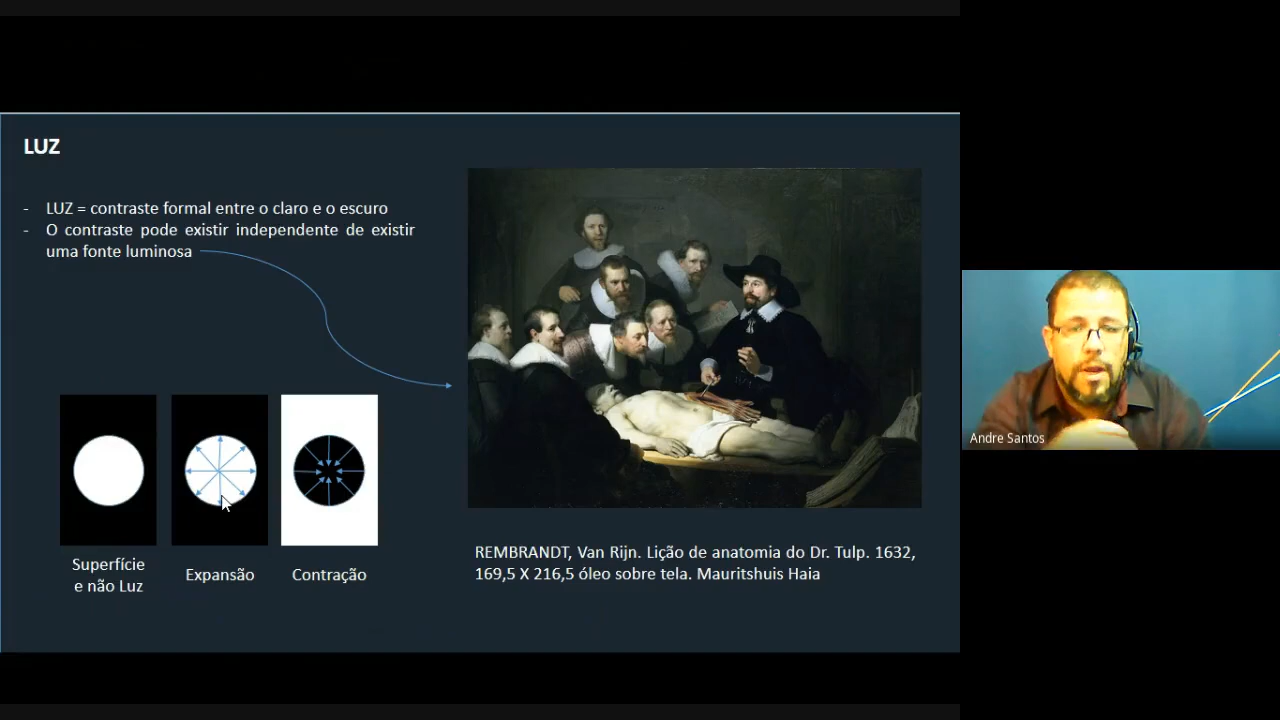 LUZ
- LUZ = contraste formal entre o claro e o escuro
- O contraste pode existir independente de existir
uma fonte luminosa
Superfície
e não Luz
Expansão
Contração
REMBRANDT, Van Rijn. Lição de anatomia do Dr. Tulp. 1632,
169,5 X 216,5 óleo sobre tela. Mauritshuis Haia
Andre Santos